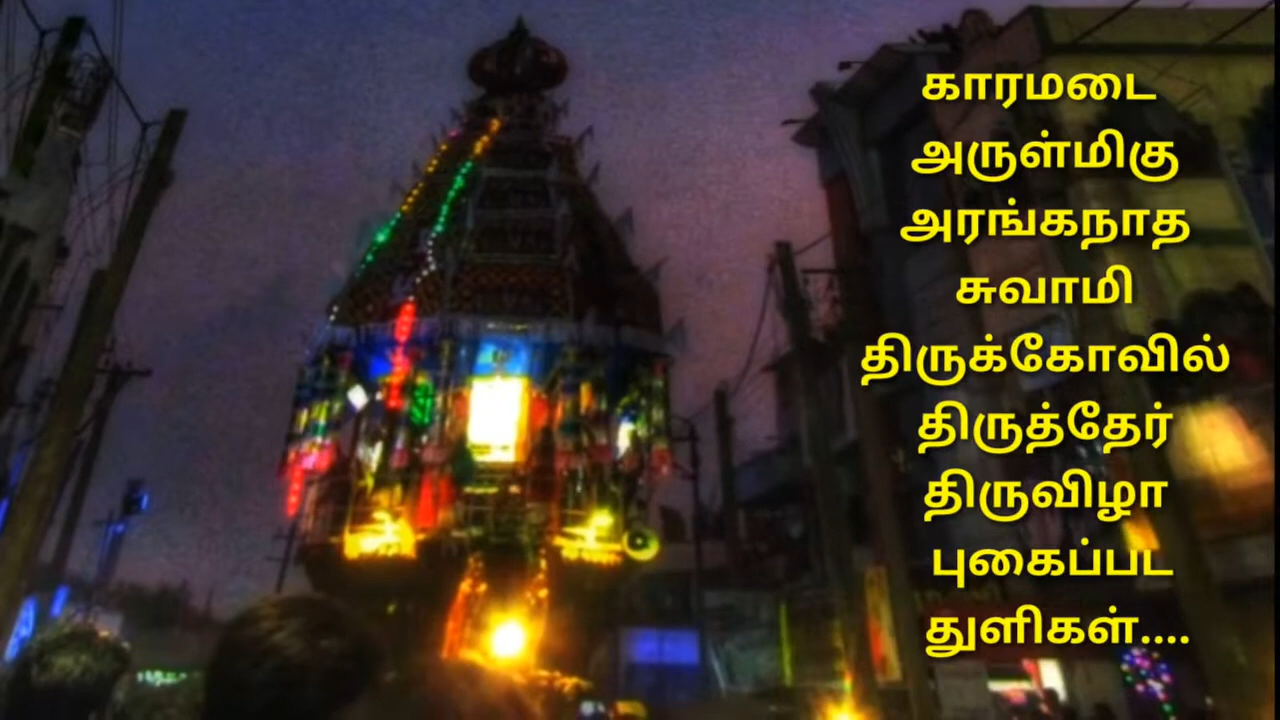 காரமடை
அருள்மிகு
அரங்கநாத
சுவாமி
திருக்கோவில்
திருத்தேர்
திருவிழா
புகைப்பட
துளிகள்....